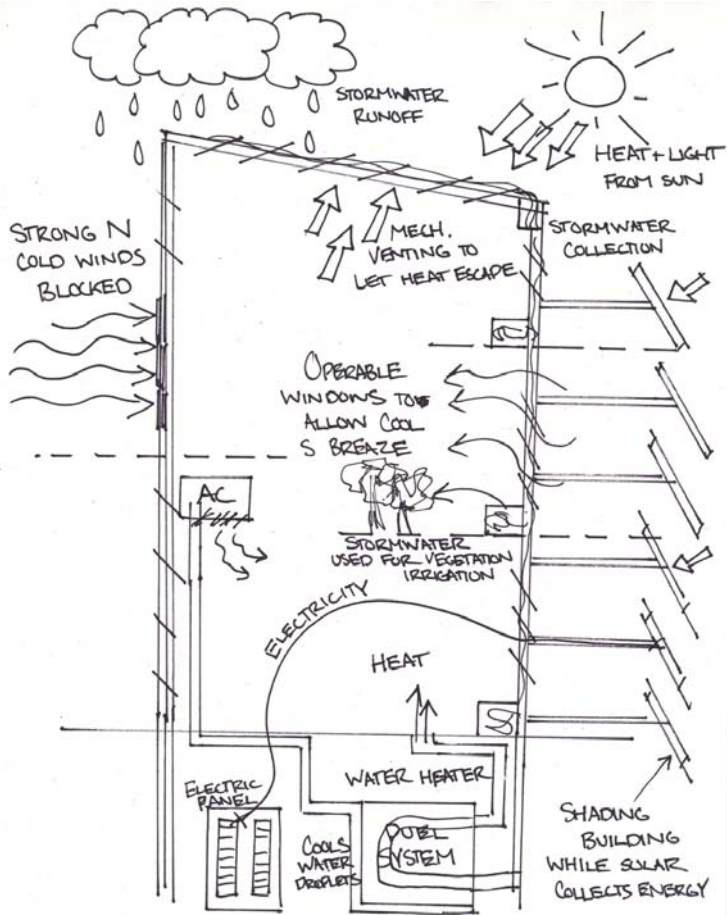 STORMWATER
RUNOFF
HEAT + LIGHT
FROM SUN
STRONG N
COLD WINDS
BLOCKED
MECH.
VENTING TO
LET HEAT ESCAPE
STORMWATER
COLLECTION
OPERABLE
WINDOWS TO
ALLOW COOL
S BREAZE
AC
STORMWATER
USED FOR VEGETATION
IRRIGATION
ELECTRICITY
HEAT
WATER HEATER
ELECTRIC
PANEL
COOLS
WATER
DROPLETS
DUEL
SYSTEM
SHADING
BUILDING
WHILE SOLAR
COLLECTS ENERGY